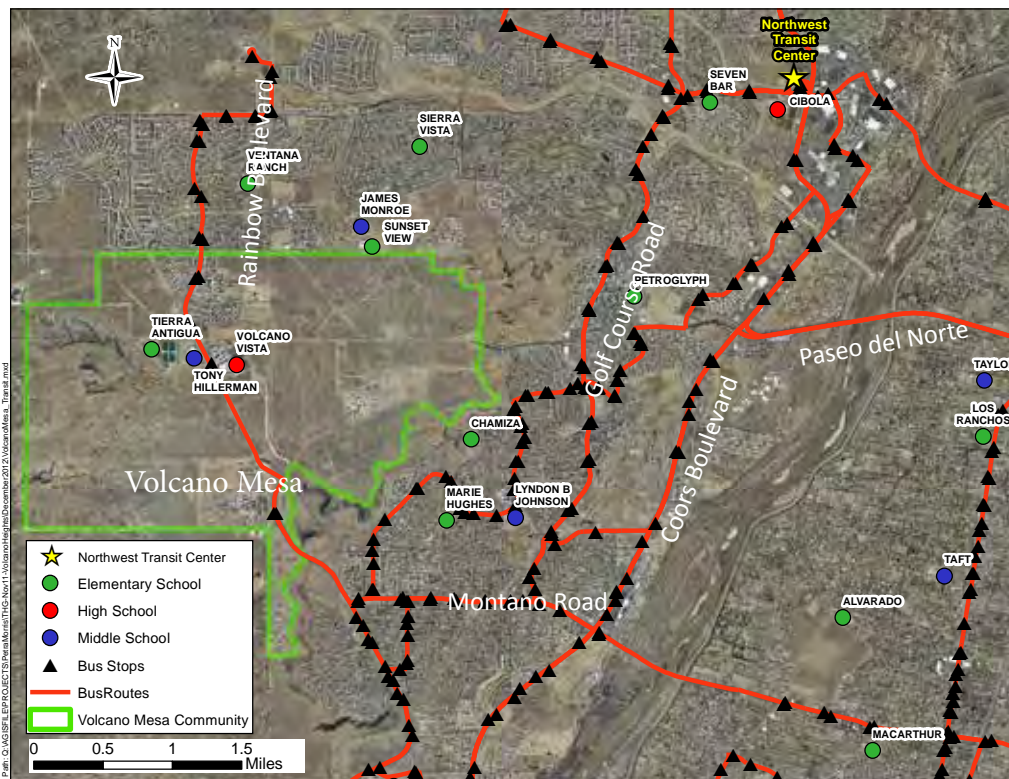 Northwest
Transit
Center
N
SEVEN
BAR
CIBOLA
SIERRA
VISTA
VENTANA
RANCH
Rainbow Boulevard
JAMES
MONROE
SUNSET
VIEW
Golf Course Road
PETROGLYPH
Paseo del Norte
TIERRA
ANTIGUA
VOLCANO
VISTA
TONY
HILLERMAN
TAYLO
LOS
RANCHOS
CHAMIZA
Coors Boulevard
Volcano Mesa
MARIE
HUGHES
LYNDON B
JOHNSON
TAFT
Montano Road
ALVARADO
MACARTHUR
Northwest Transit Center
Elementary School
High School
Middle School
Bus Stops
BusRoutes
Volcano Mesa Community
0 0.5 1 1.5
Miles